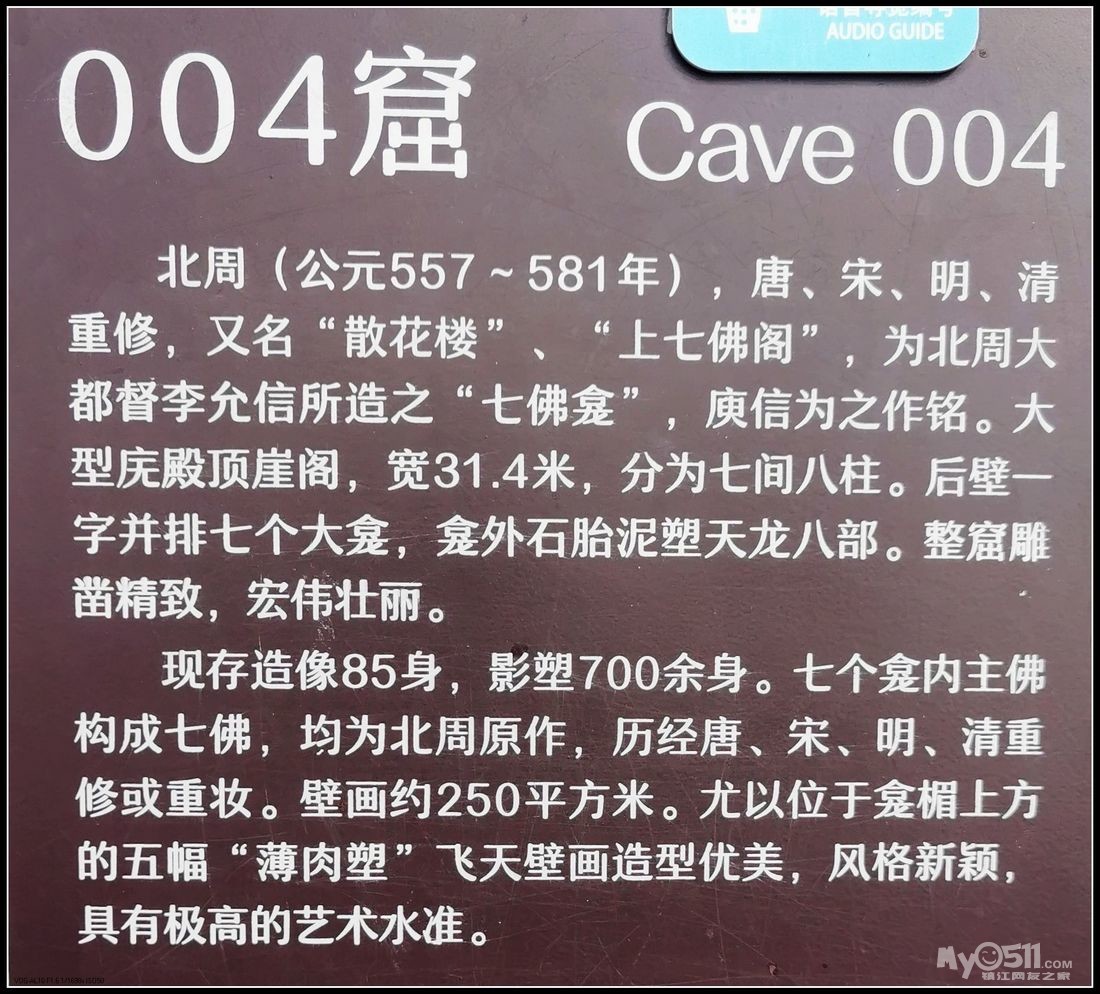 AUDIO GUIDE
004窟
Cave 004
北周（公元557～581年），唐、宋、明、清
重修，又名“散花楼”、“上七佛阁”，为北周大
都督李允信所造之“七佛龛”，庾信为之作铭。大
型庑殿顶崖阁，宽31.4米，分为七间八柱。后壁一
字并排七个大龛，龛外石胎泥塑天龙八部。整窟雕
凿精致，宏伟壮丽。
现存造像85身，影塑700余身。七个龛内主佛
构成七佛，均为北周原作，历经唐、宋、明、清重
修或重妆。壁画约250平方米。尤以位于龛楣上方
的五幅“薄肉塑”飞天壁画造型优美，风格新颖，
具有极高的艺术水准。
My0511.COM
镇江网友之家